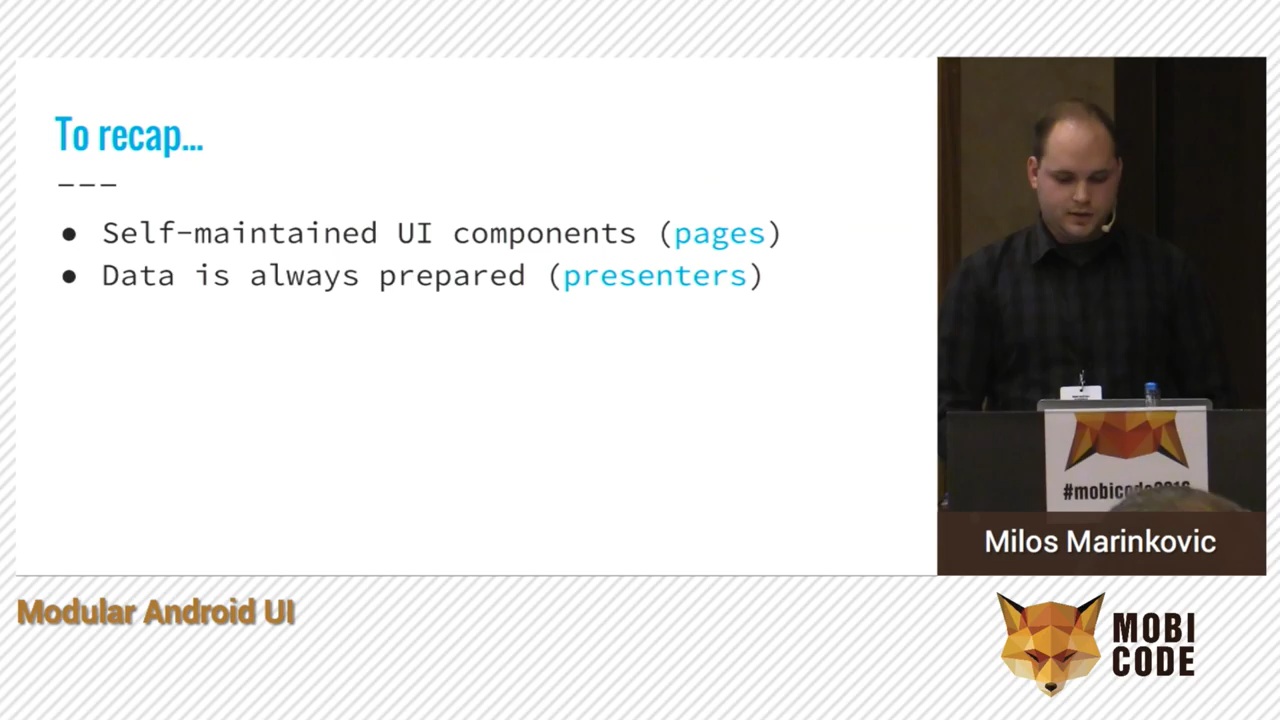 To recap...
---
● Self-maintained UI components (pages)
● Data is always prepared (presenters)
Milos Marinkovic
Modular Android UI
MOBI
CODE